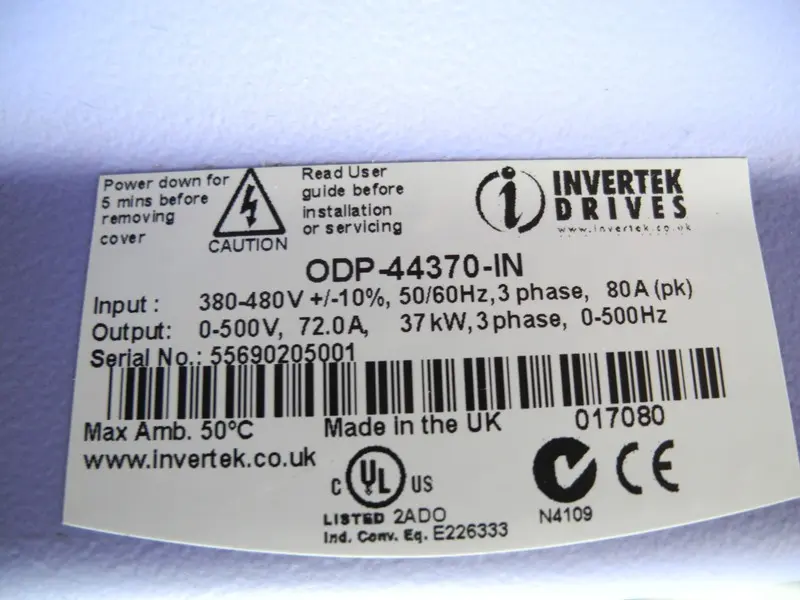 Power down for
5 mins before
removing
cover
CAUTION
Read User
guide before
installation
or servicing
INVERTEK
DRIVES
www.invertek.co.uk
ODP-44370-IN
Input : 380-480V +/-10%, 50/60Hz, 3 phase, 80A (pk)
Output: 0-500V, 72.0A, 37kW, 3 phase, 0-500Hz
Serial No.: 55690205001
Max Amb. 50ºC Made in the UK 017080
www.invertek.co.uk
C UL US
LISTED 2ADO
Ind. Conv. Eq. E226333
N4109
CE